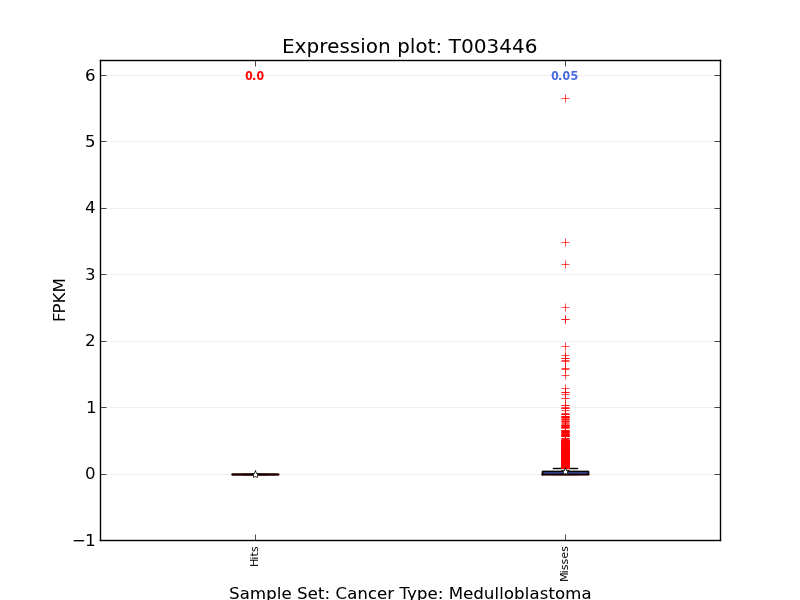 Expression plot: T003446
0.0
0.05
6
5
4
3
2
1
0
−1
FPKM
Hits
Misses
Sample Set: Cancer Type: Medulloblastoma